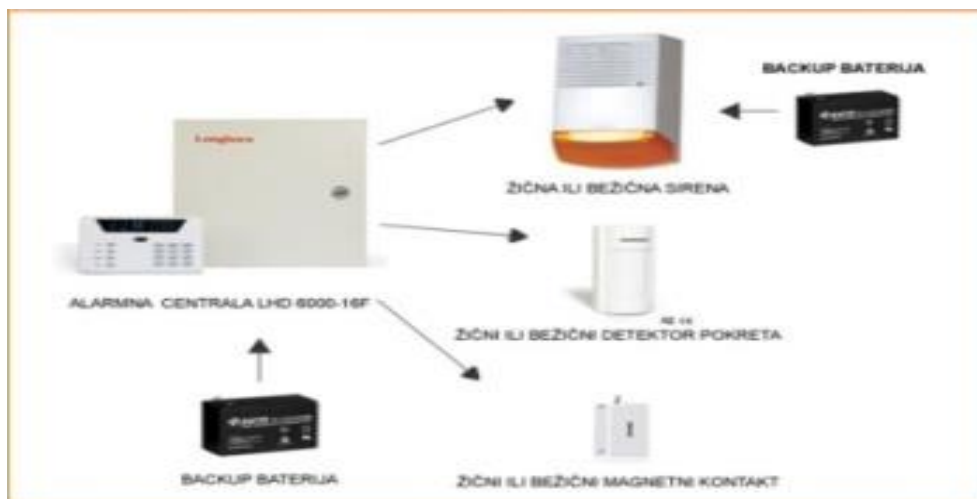 BACKUP BATERIJA
Longhorn
ŽIČNA ILI BEŽIČNA SIRENA
ALARMNA CENTRALA LHD 6000-16F
ŽIČNI ILI BEŽIČNI DETEKTOR POKRETA
BACKUP BATERIJA
ŽIČNI ILI BEŽIČNI MAGNETNI KONTAKT